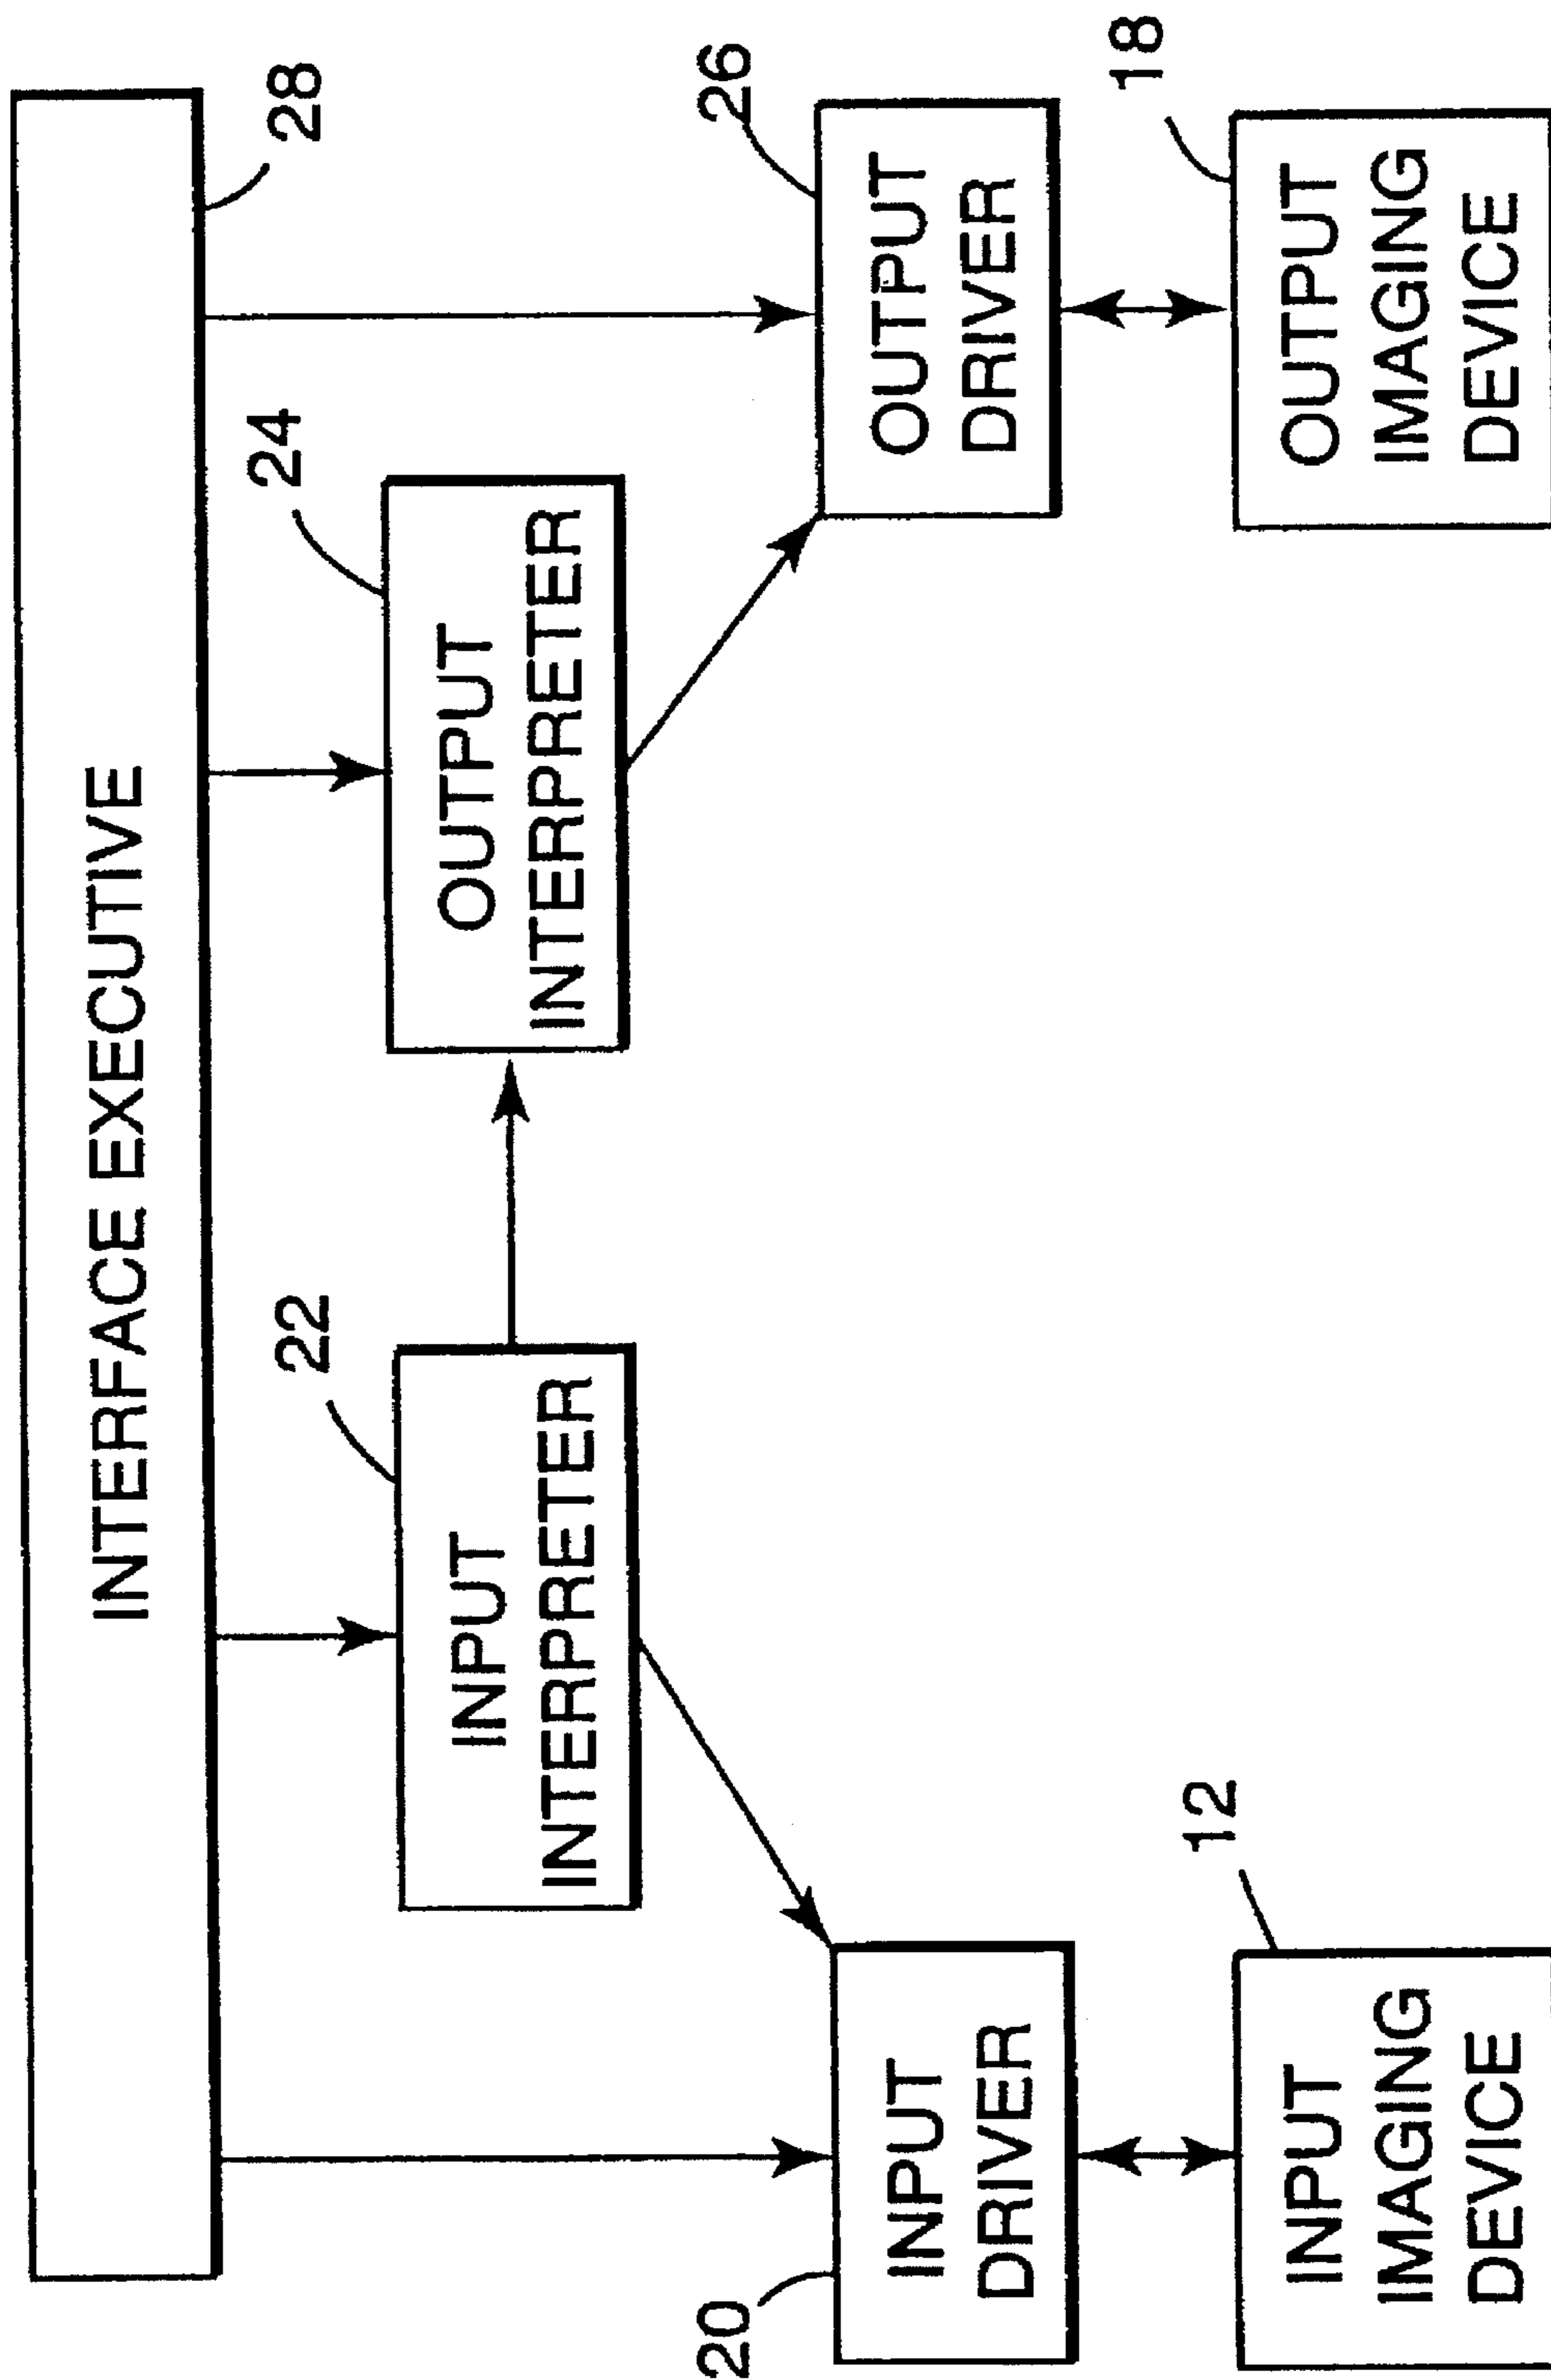 INTERFACE EXECUTIVE
28
22
24
INPUT
INTERPRETER
OUTPUT
INTERPRETER
20
26
INPUT
DRIVER
OUTPUT
DRIVER
12
18
INPUT
IMAGING
DEVICE
OUTPUT
IMAGING
DEVICE